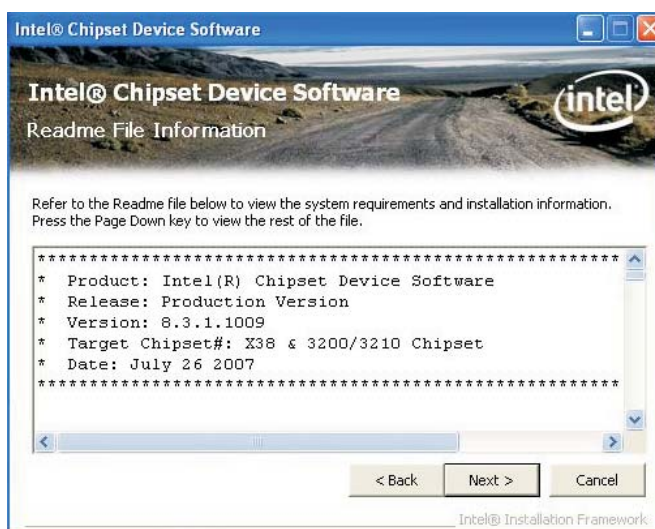 Intel® Chipset Device Software
Intel® Chipset Device Software
Readme File Information
intel
Refer to the Readme file below to view the system requirements and installation information.
Press the Page Down key to view the rest of the file.
********************************************************
* Product: Intel(R) Chipset Device Software
* Release: Production Version
* Version: 8.3.1.1009
* Target Chipset#: X38 & 3200/3210 Chipset
* Date: July 26 2007
********************************************************
< Back Next > Cancel
Intel® Installation Framework